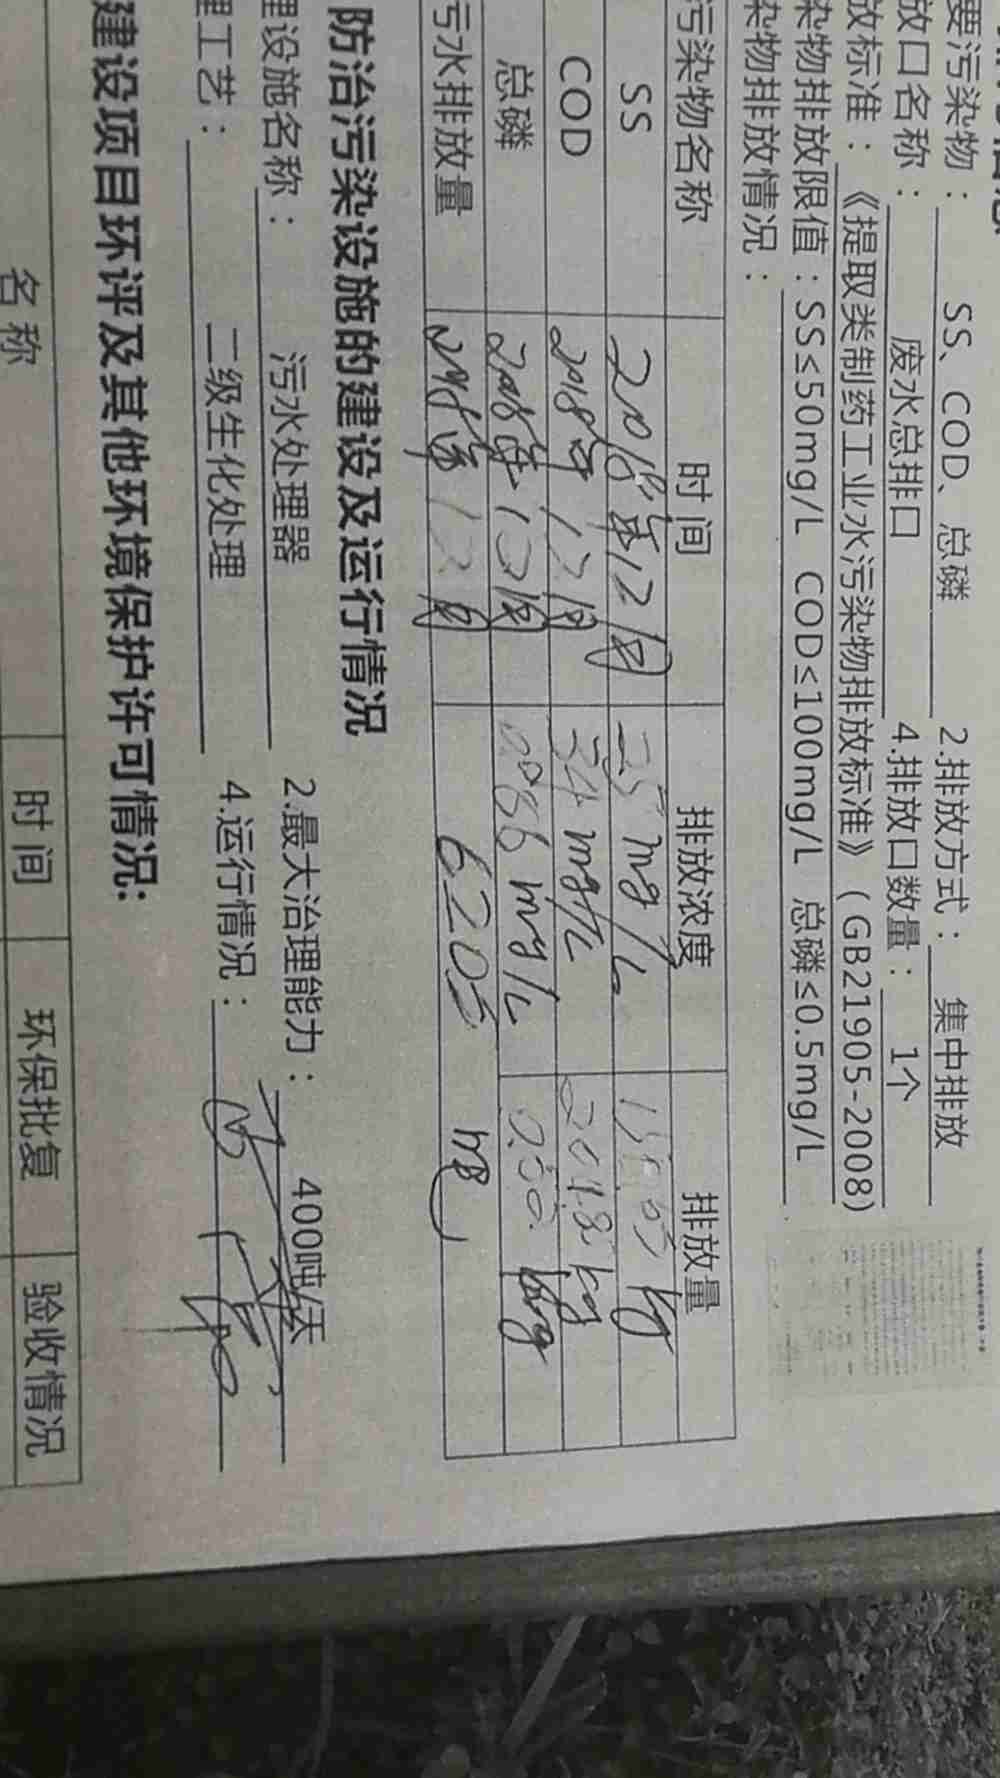 要污染物： SS、COD、总磷 2.排放方式： 集中排放
放口名称： 废水总排口 4.排放口数量： 1个
放标准：《提取类制药工业水污染物排放标准》（GB21905-2008）
染物排放限值：SS≤50mg/L COD≤100mg/L 总磷≤0.5mg/L
染物排放情况：
污染物名称 时间 排放浓度 排放量
SS 2018年12月 25mg/L kg
COD 2018年12月 34mg/L kg
总磷 2018年12月 0.086mg/L kg
污水排放量 2018年12月 6205 吨
防治污染设施的建设及运行情况
理设施名称： 污水处理器 2.最大治理能力： 400吨/天
理工艺： 二级生化处理 4.运行情况：
建设项目环评及其他环境保护许可情况：
名称 时间 环保批复 验收情况